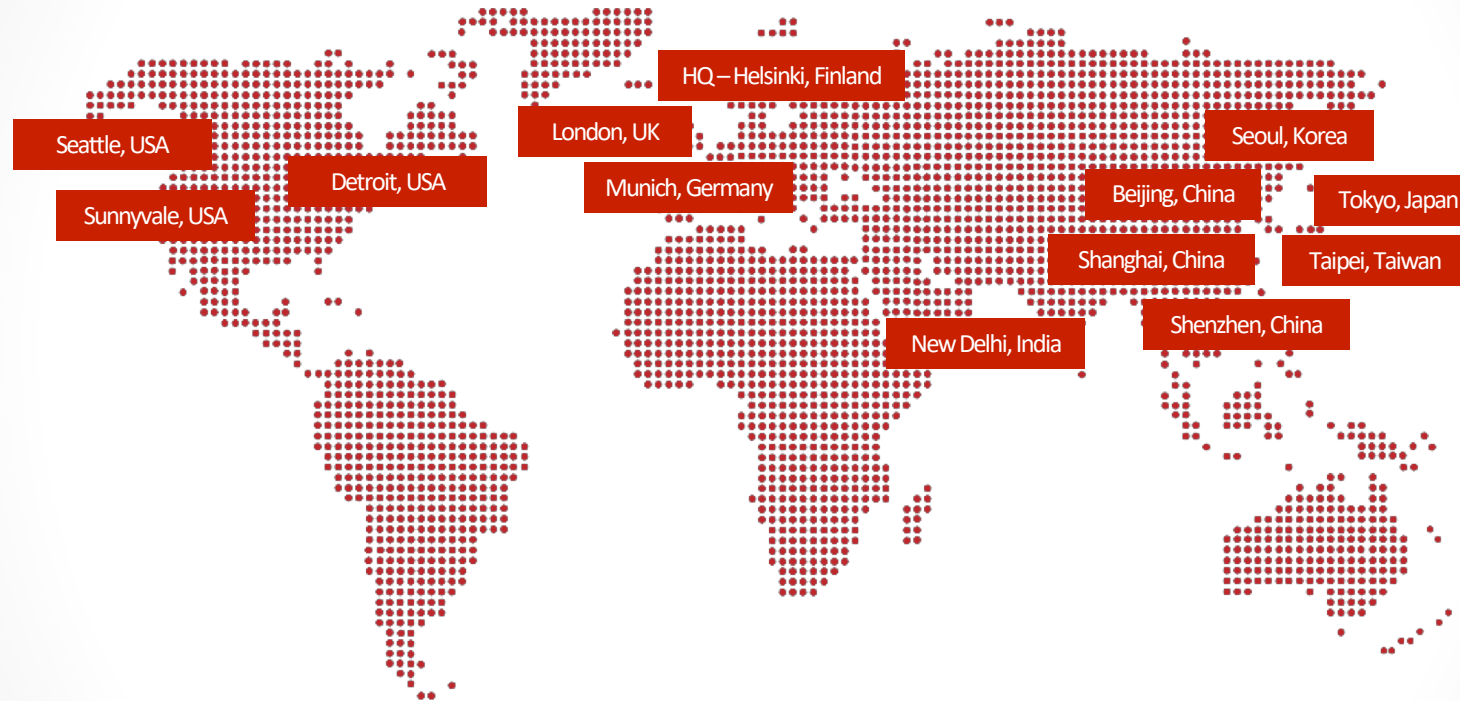 HQ – Helsinki, Finland
London, UK
Seoul, Korea
Seattle, USA
Detroit, USA
Munich, Germany
Beijing, China
Tokyo, Japan
Sunnyvale, USA
Shanghai, China
Taipei, Taiwan
Shenzhen, China
New Delhi, India